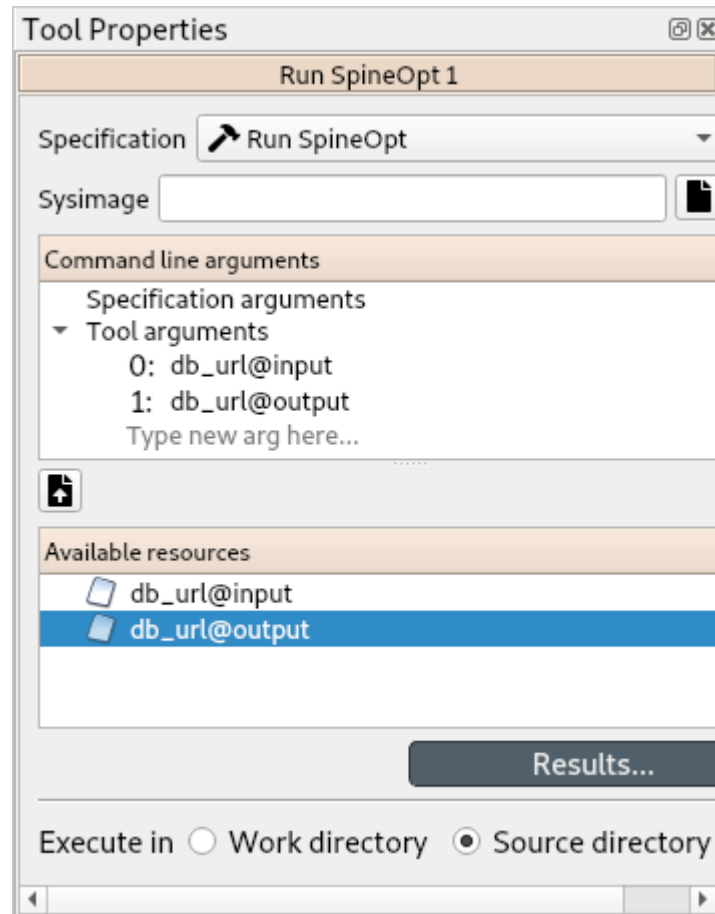 Tool Properties
Run SpineOpt 1
Specification Run SpineOpt
Sysimage
Command line arguments
Specification arguments
Tool arguments
0: db_url@input
1: db_url@output
Type new arg here...
Available resources
db_url@input
db_url@output
Results...
Execute in Work directory Source directory